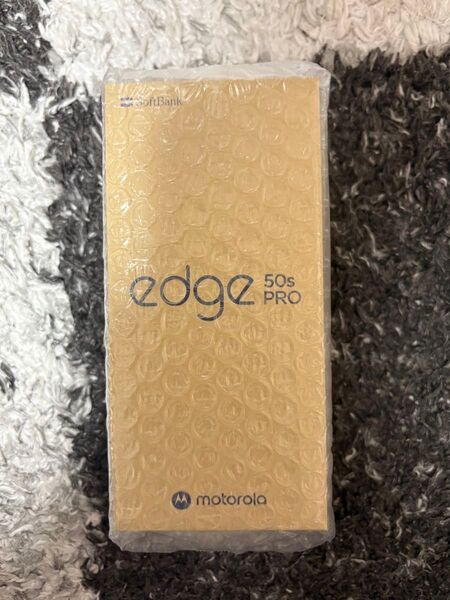 SoftBank
edge 50s
PRO
motorola